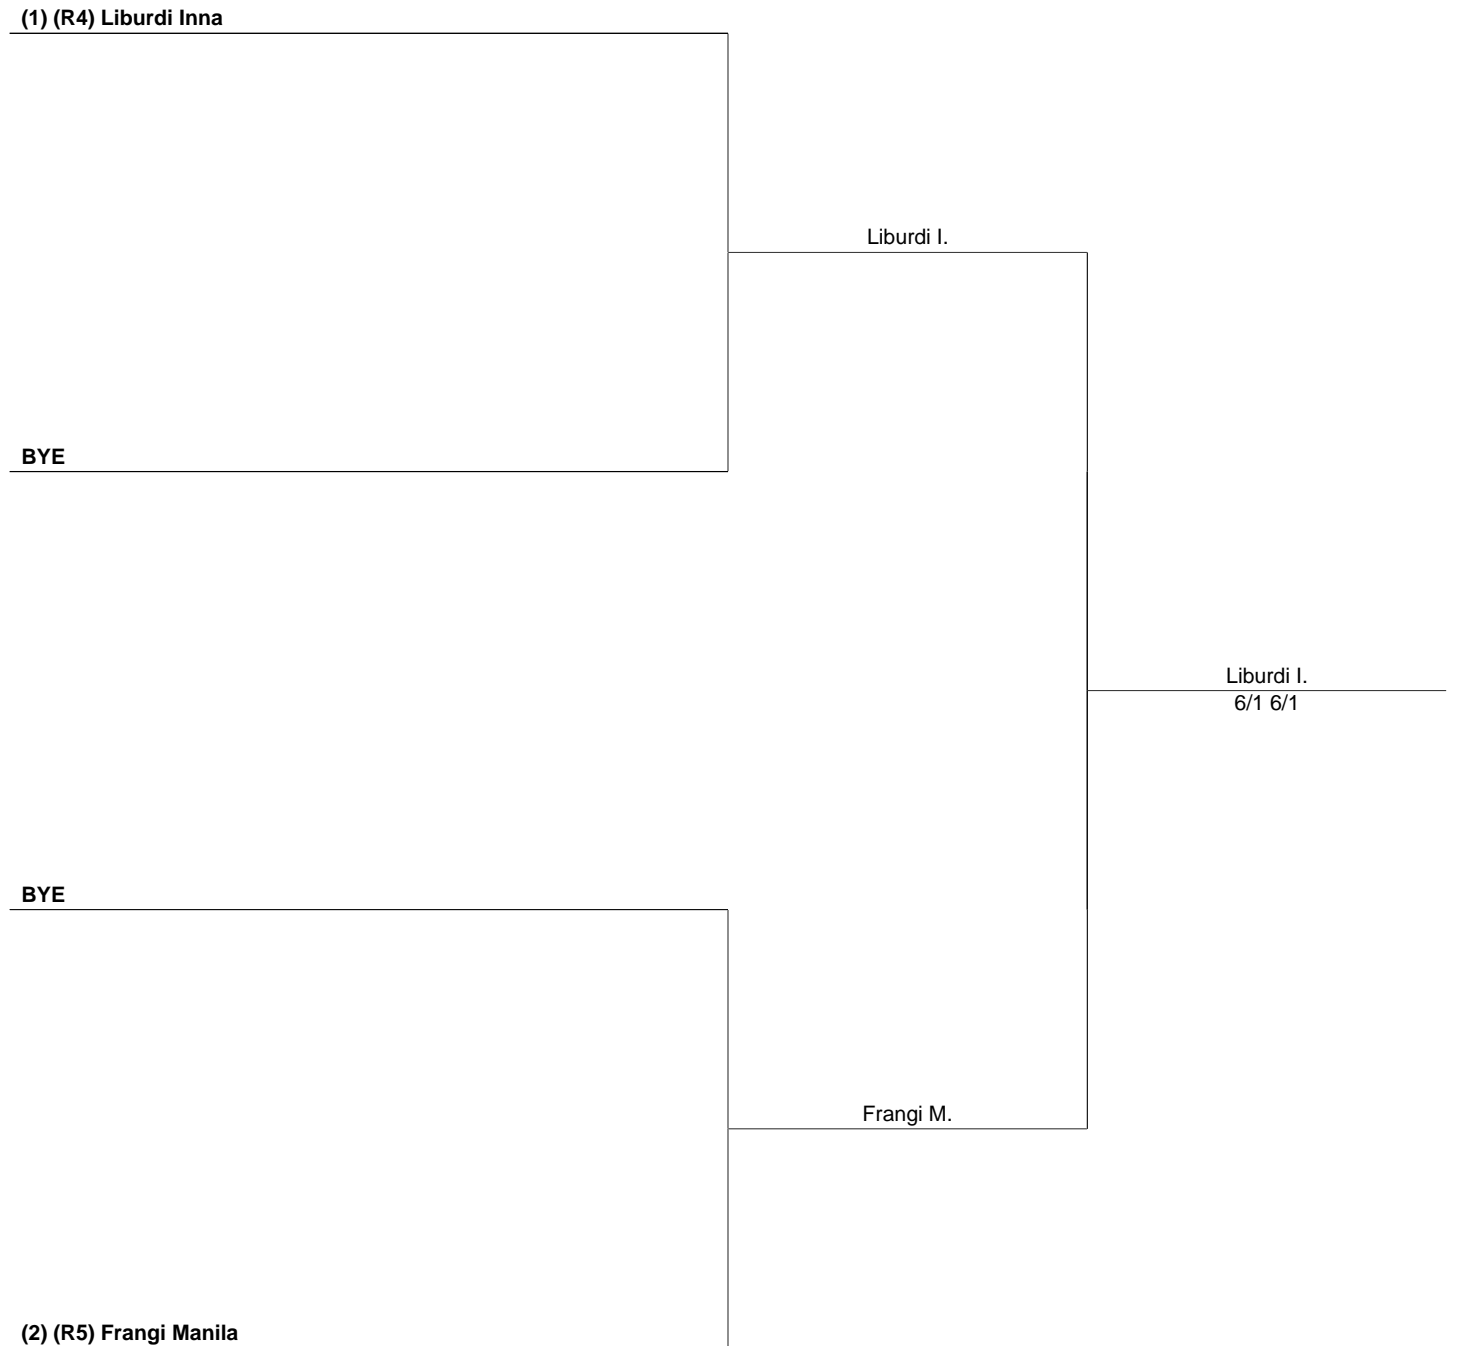 (1) (R4) Liburdi Inna
Liburdi I.
BYE
Liburdi I.
6/1 6/1
BYE
Frangi M.
(2) (R5) Frangi Manila